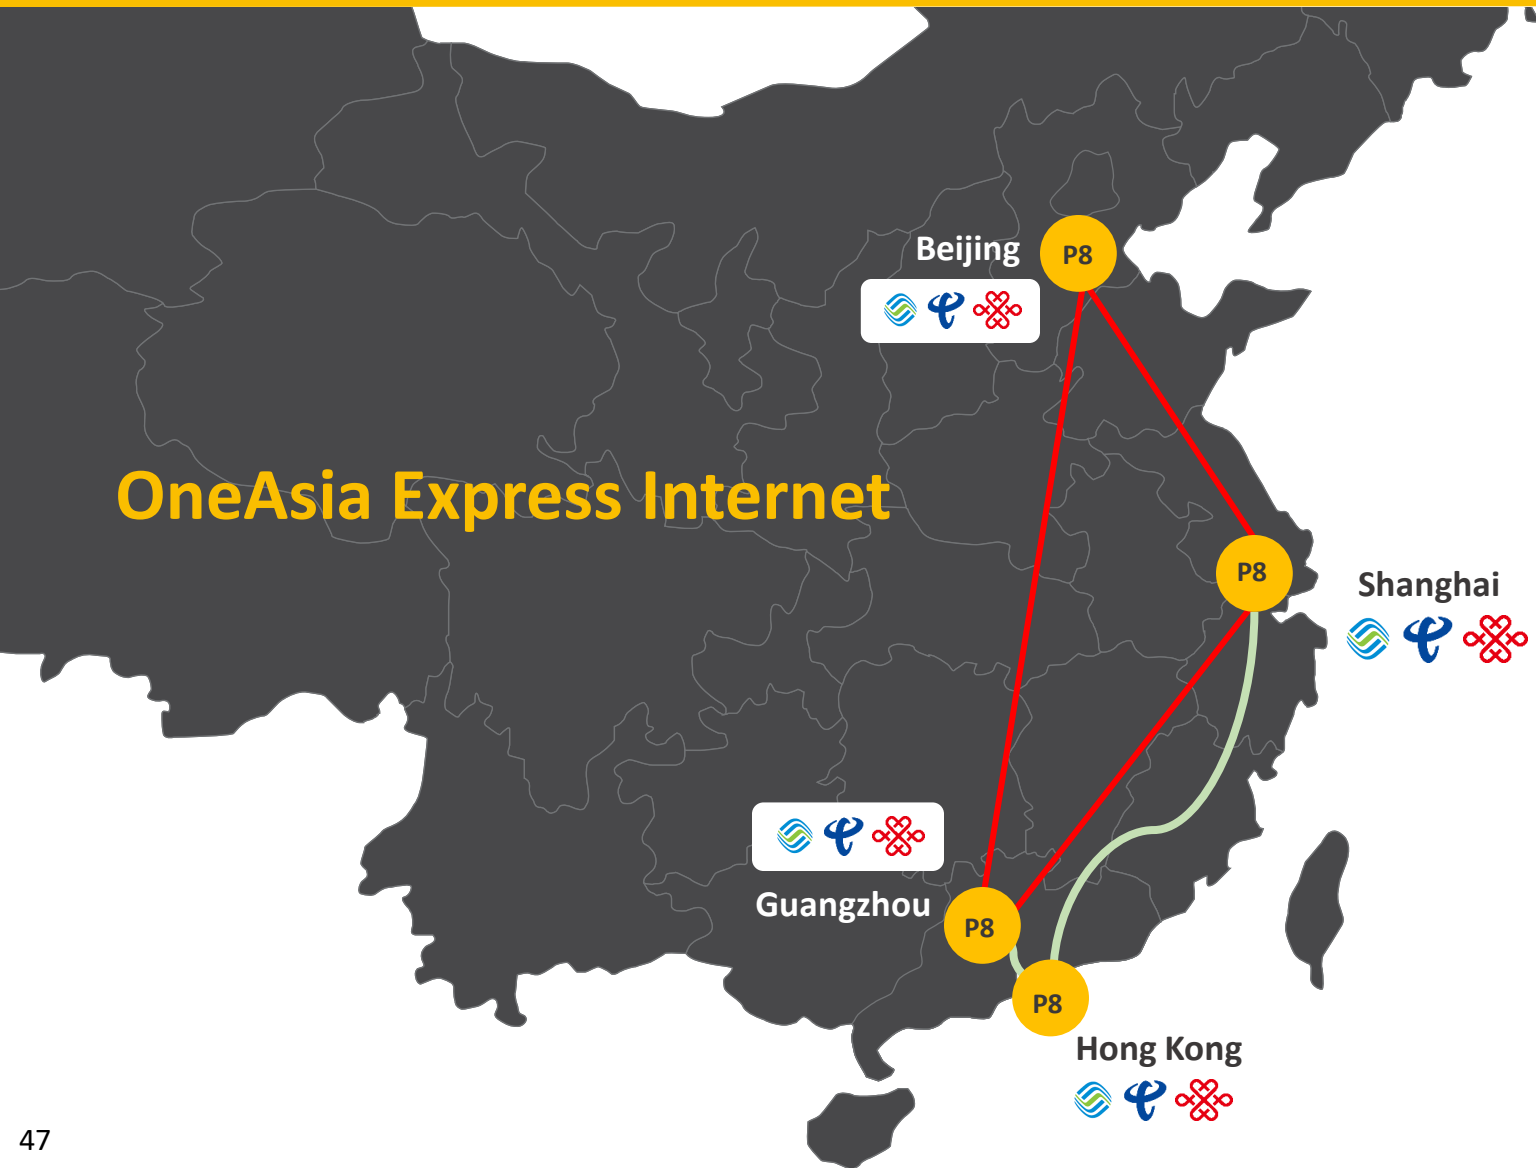 Beijing
P8
OneAsia Express Internet
P8
Shanghai
Guangzhou
P8
P8
Hong Kong
47